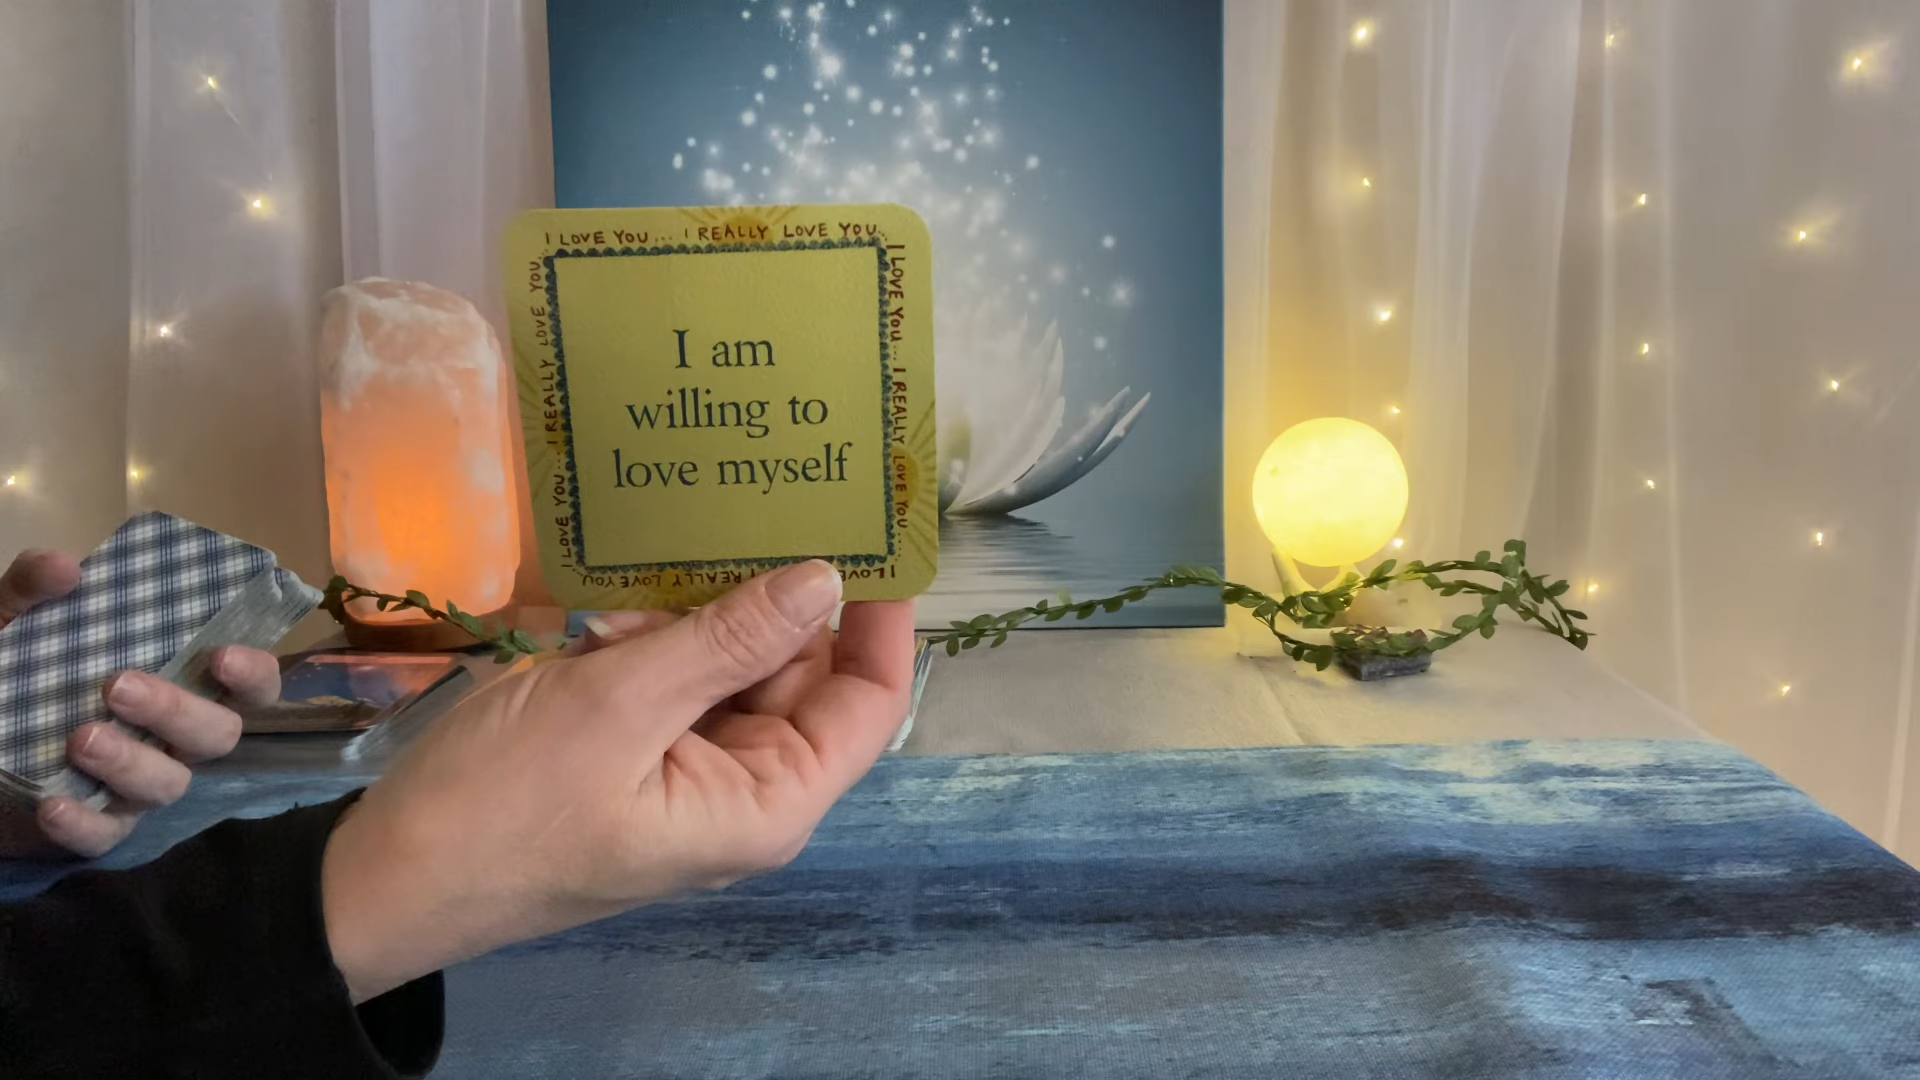 I LOVE YOU... I REALLY LOVE YOU...
I LOVE YOU... I REALLY LOVE YOU....
I LOVE YOU... I REALLY LOVE YOU
I LOVE YOU... I REALLY LOVE YOU...
I am
willing to
love myself